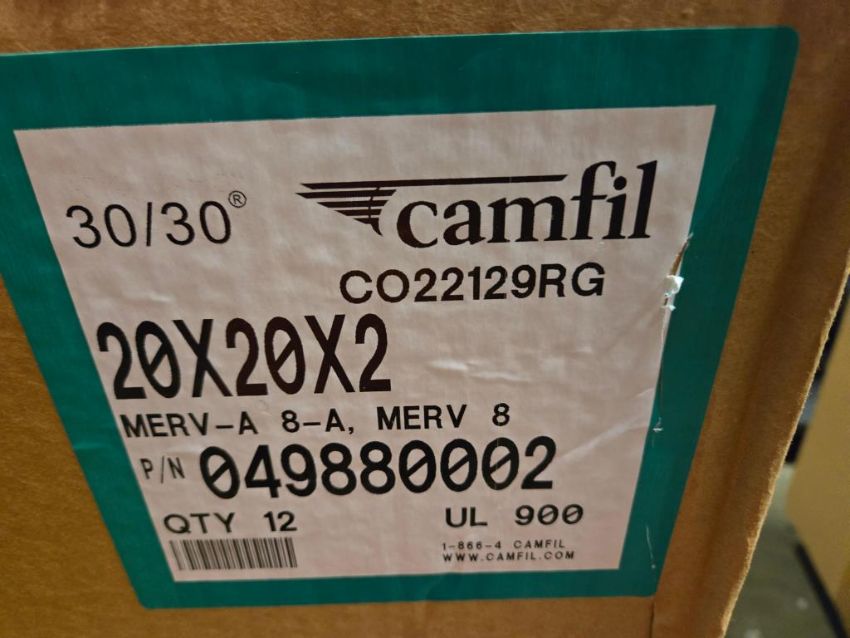 30/30®
camfil
CO22129RG
20X20X2
MERV-A 8-A, MERV 8
P/N 049880002
QTY 12
UL 900
1-866-4 CAMFIL
WWW.CAMFIL.COM